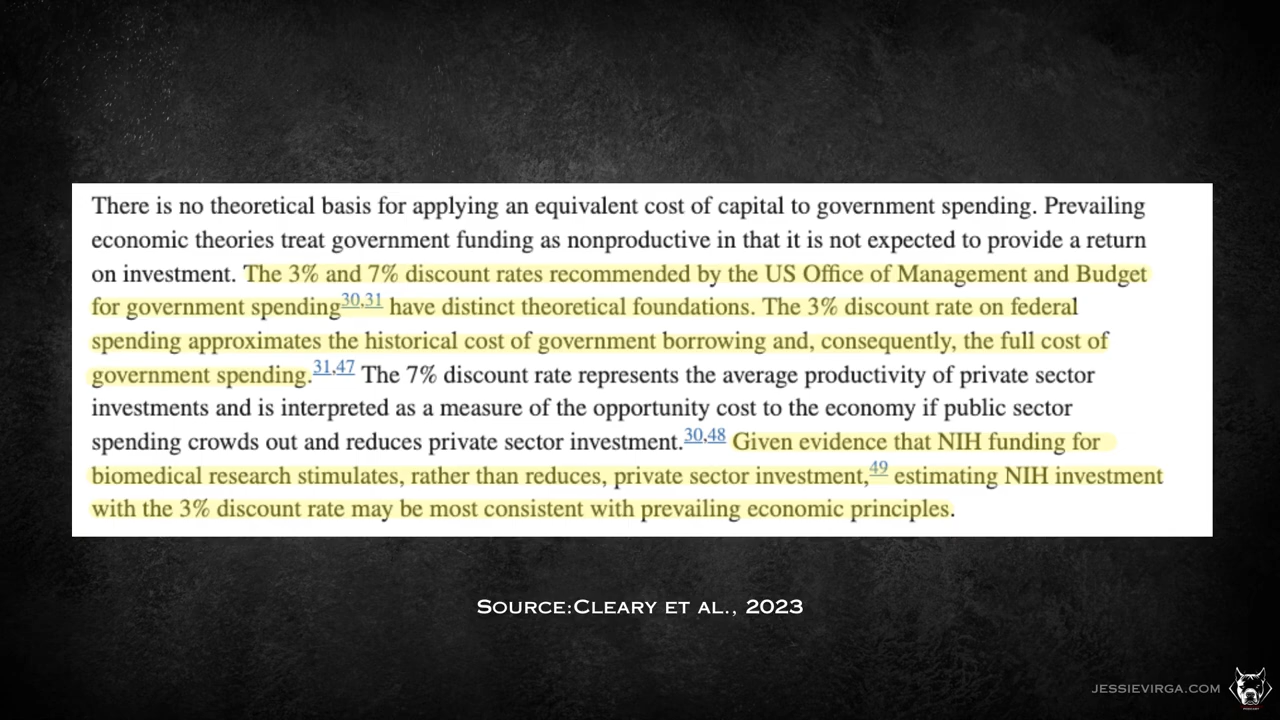 There is no theoretical basis for applying an equivalent cost of capital to government spending. Prevailing
economic theories treat government funding as nonproductive in that it is not expected to provide a return
on investment. The 3% and 7% discount rates recommended by the US Office of Management and Budget
for government spending30,31 have distinct theoretical foundations. The 3% discount rate on federal
spending approximates the historical cost of government borrowing and, consequently, the full cost of
government spending.31,47 The 7% discount rate represents the average productivity of private sector
investments and is interpreted as a measure of the opportunity cost to the economy if public sector
spending crowds out and reduces private sector investment.30,48 Given evidence that NIH funding for
biomedical research stimulates, rather than reduces, private sector investment,49 estimating NIH investment
with the 3% discount rate may be most consistent with prevailing economic principles.
Source:Cleary et al., 2023
JESSIEVIRGA.COM